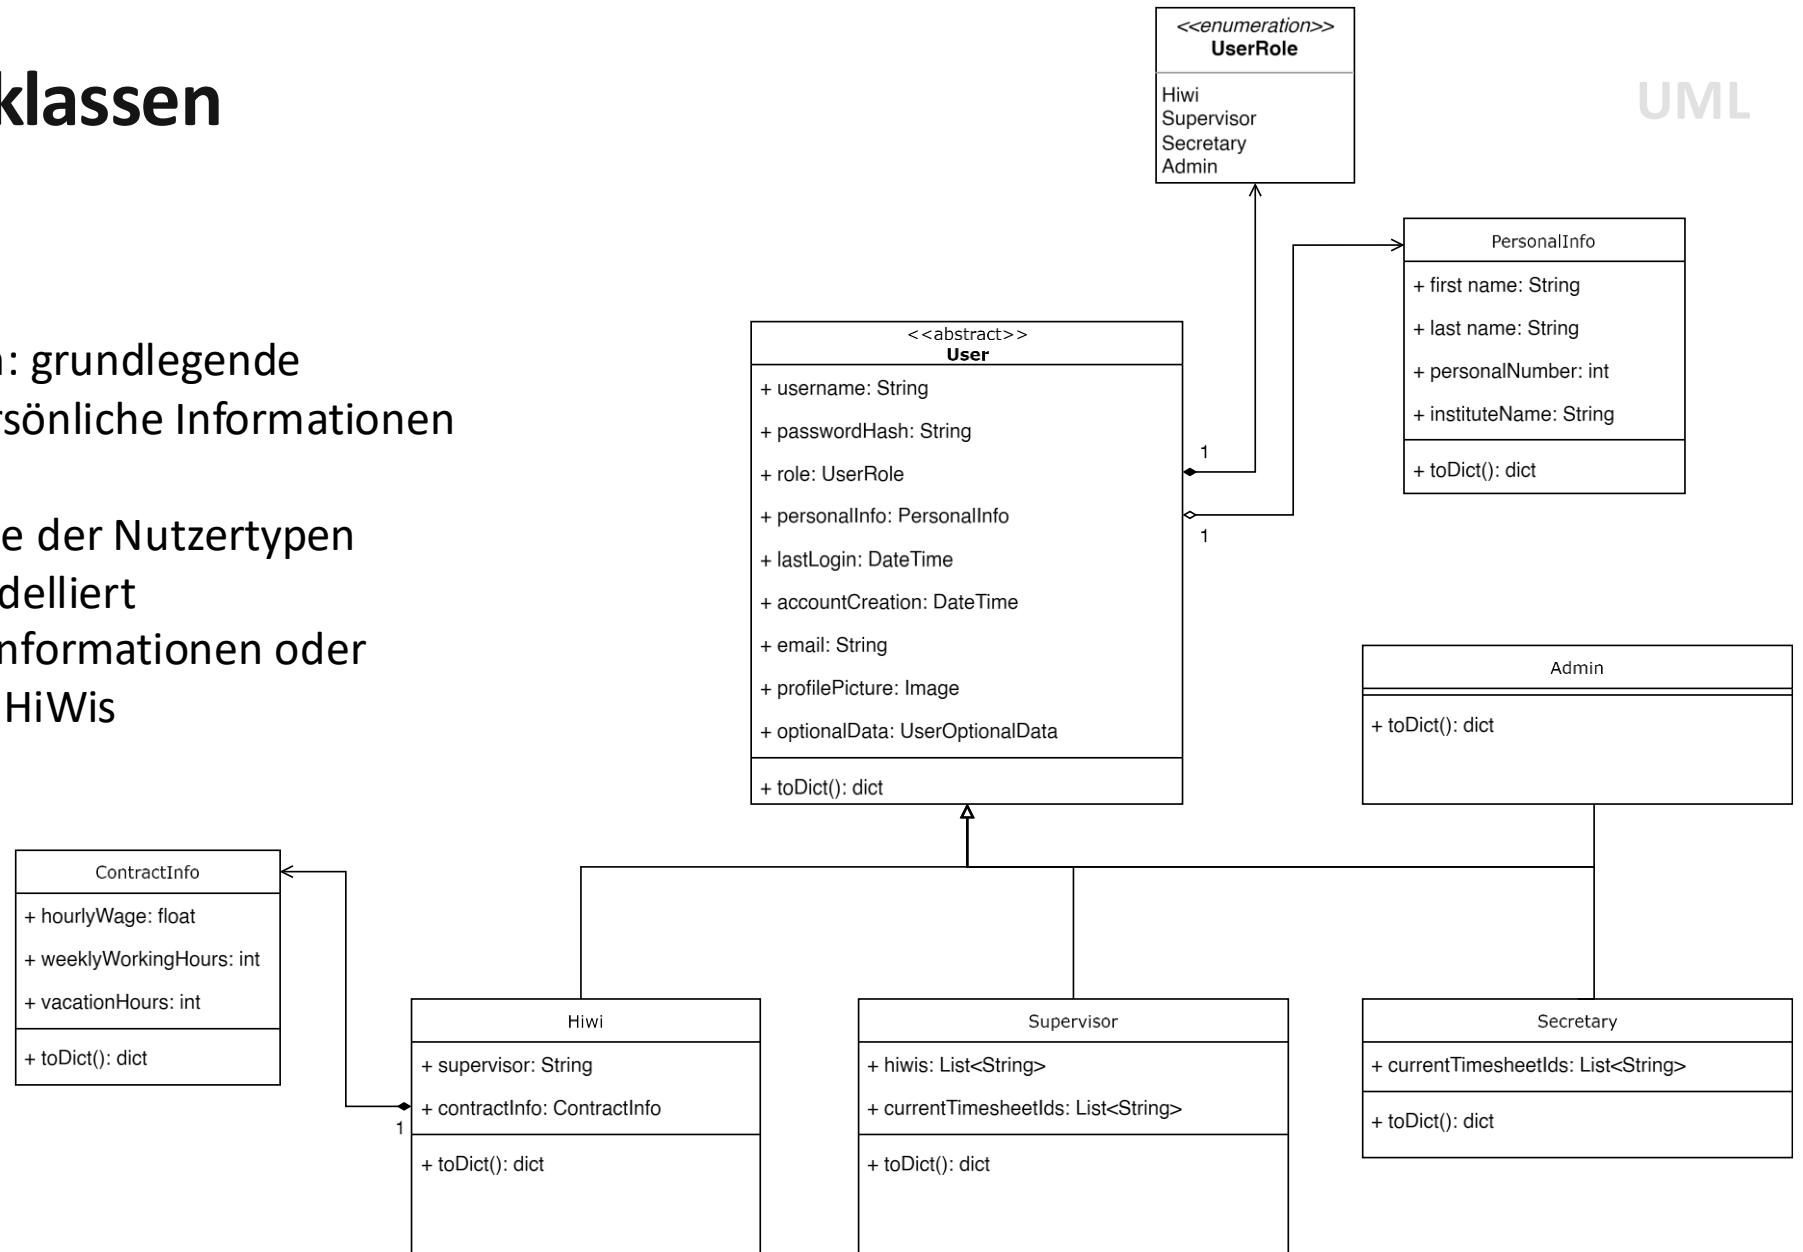 klassen
UML
: grundlegende
rsönliche Informationen
e der Nutzertypen
delliert
nformationen oder
HiWis
<<enumeration>>
UserRole
Hiwi
Supervisor
Secretary
Admin
PersonalInfo
+ first name: String
+ last name: String
+ personalNumber: int
+ instituteName: String
+ toDict(): dict
<<abstract>>
User
+ username: String
+ passwordHash: String
+ role: UserRole
+ personalInfo: PersonalInfo
+ lastLogin: DateTime
+ accountCreation: DateTime
+ email: String
+ profilePicture: Image
+ optionalData: UserOptionalData
+ toDict(): dict
1
1
Admin
+ toDict(): dict
ContractInfo
+ hourlyWage: float
+ weeklyWorkingHours: int
+ vacationHours: int
+ toDict(): dict
1
Hiwi
+ supervisor: String
+ contractInfo: ContractInfo
+ toDict(): dict
Supervisor
+ hiwis: List<String>
+ currentTimesheetIds: List<String>
+ toDict(): dict
Secretary
+ currentTimesheetIds: List<String>
+ toDict(): dict